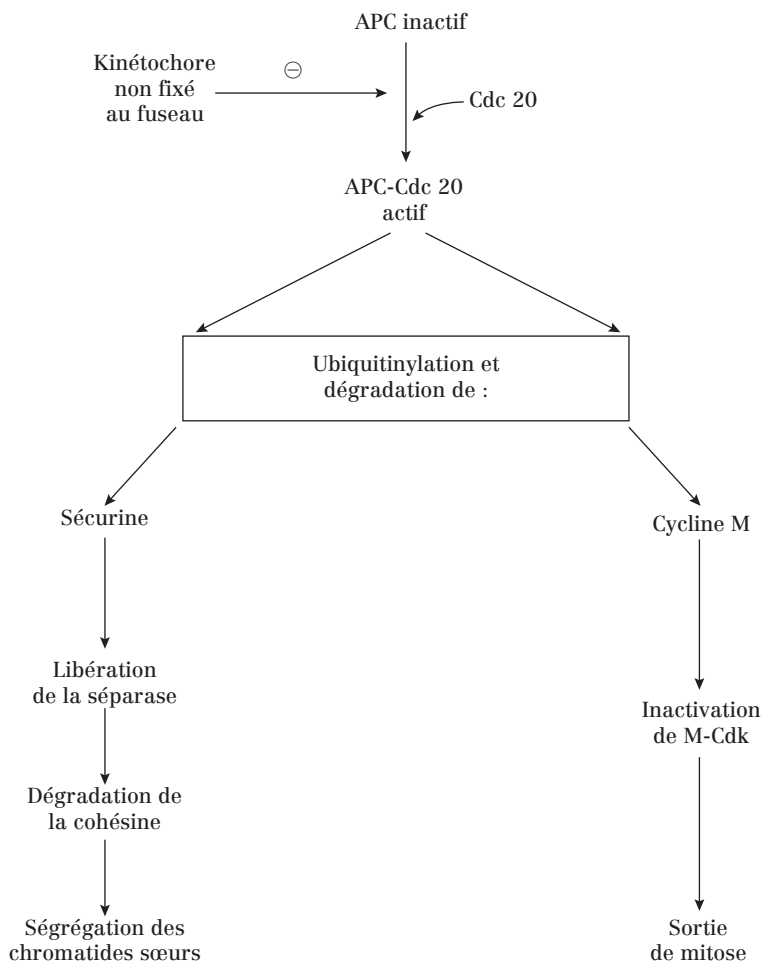 APC inactif
Kinétochore
non fixé
au fuseau
⊖
Cdc 20
APC-Cdc 20
actif
Ubiquitinylation et
dégradation de :
Sécurine
Cycline M
Libération
de la séparase
Inactivation
de M-Cdk
Dégradation de
la cohésine
Ségrégation des
chromatides sœurs
Sortie
de mitose